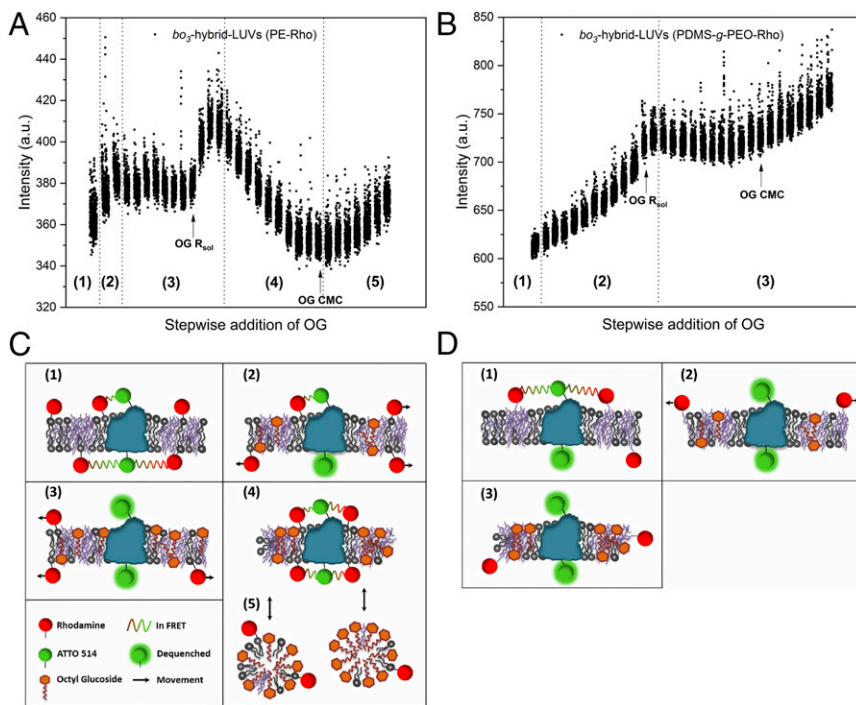 A
bo₃-hybrid-LUVs (PE-Rho)
460
440
420
400
380
360
340
320
Intensity (a.u.)
OG Rsol
OG CMC
(1)
(2)
(3)
(4)
(5)
Stepwise addition of OG
B
bo₃-hybrid-LUVs (PDMS-g-PEO-Rho)
850
800
750
700
650
600
550
Intensity (a.u.)
OG Rsol
OG CMC
(1)
(2)
(3)
Stepwise addition of OG
C
(1)
(2)
(3)
(4)
(5)
Rhodamine
In FRET
ATTO 514
Dequenched
Octyl Glucoside
Movement
D
(1)
(2)
(3)